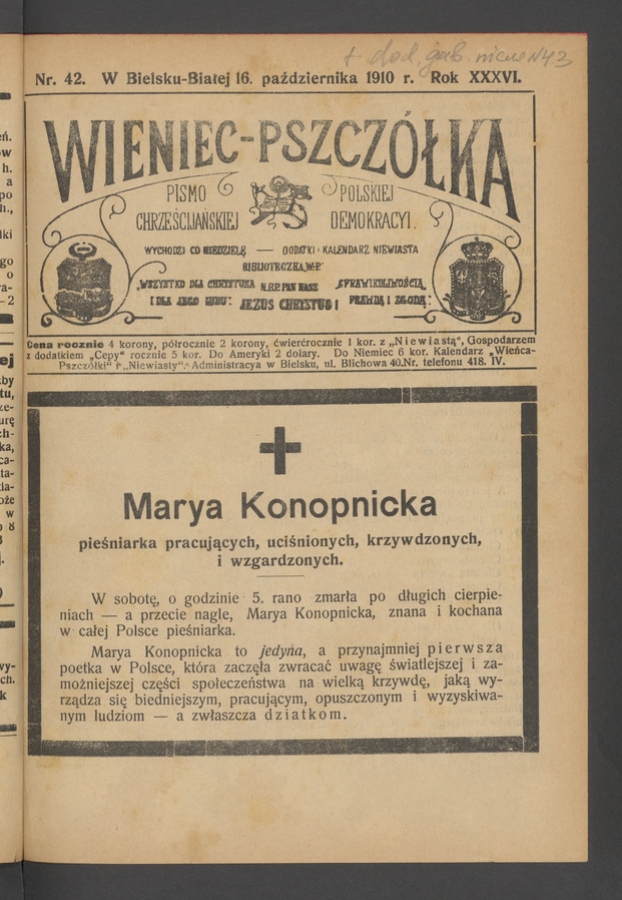 + dod. 
Nr. 42. W Bielsku-Białej 16. października 1910 r. Rok XXXVI.
WIENIEC-PSZCZÓŁKA
PISMO POLSKIEJ
CHRZEŚCIJAŃSKIEJ DEMOKRACYI.
WYCHODZI CO NIEDZIELĘ — DODATKI: KALENDARZ NIEWIASTA
BIBLIOTECZKA W-P.
„WSZYSTKO DLA CHRYSTUSA N.B.P. PAN NASZ „SPRAWIEDLIWOŚCIĄ,
I DLA JEGO LUDU". JEZUS CHRYSTUS! PRAWDĄ I ZGODĄ."
Cena rocznie 4 korony, półrocznie 2 korony, ćwierćrocznie 1 kor. z „Niewiastą", Gospodarzem
z dodatkiem „Cepy" rocznie 5 kor. Do Ameryki 2 dolary. Do Niemiec 6 kor. Kalendarz „Wieńca-
Pszczółki" i „Niewiasty". Administracya w Bielsku, ul. Blichowa 40. Nr. telefonu 418. IV.
Marya Konopnicka
pieśniarka pracujących, uciśnionych, krzywdzonych,
i wzgardzonych.
W sobotę, o godzinie 5. rano zmarła po długich cierpie-
niach — a przecie nagle, Marya Konopnicka, znana i kochana
w całej Polsce pieśniarka.
Marya Konopnicka to jedyna, a przynajmniej pierwsza
poetka w Polsce, która zaczęła zwracać uwagę światlejszej i za-
możniejszej części społeczeństwa na wielką krzywdę, jaką wy-
rządza się biedniejszym, pracującym, opuszczonym i wyzyskiwa-
nym ludziom — a zwłaszcza dziatkom.